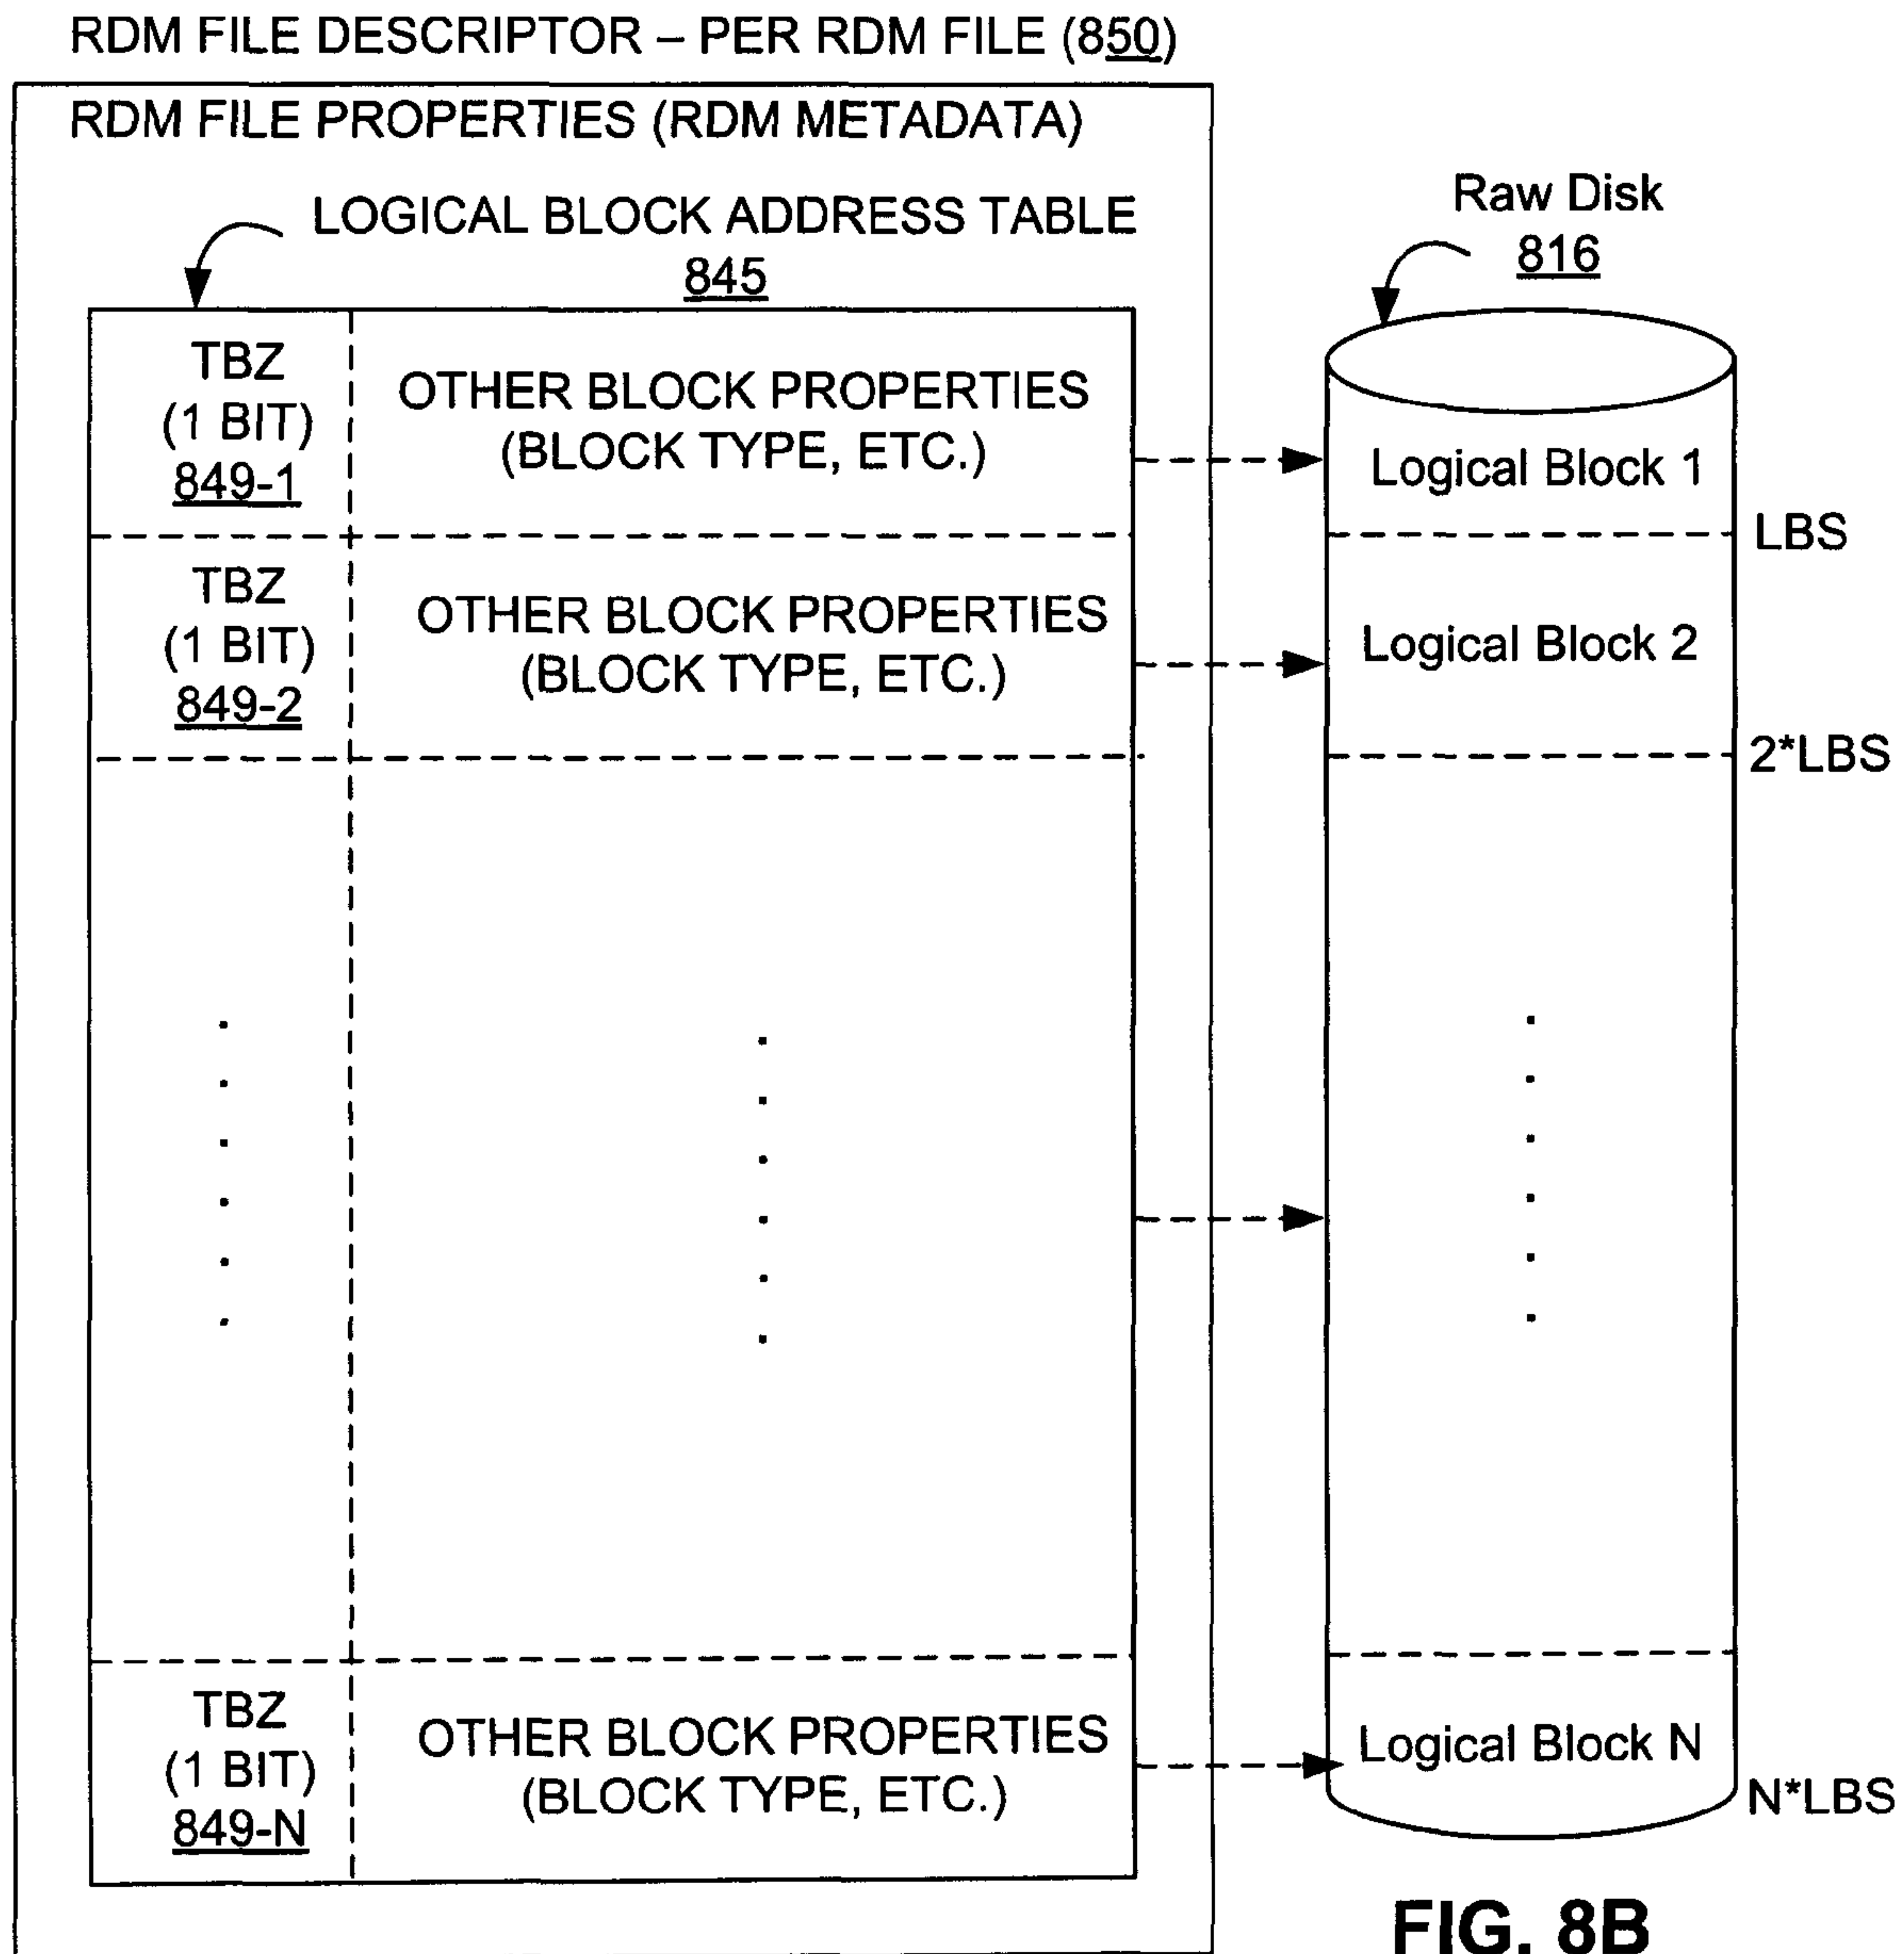 RDM FILE DESCRIPTOR – PER RDM FILE (850)
RDM FILE PROPERTIES (RDM METADATA)
LOGICAL BLOCK ADDRESS TABLE
845
Raw Disk
816
TBZ
(1 BIT)
849-1
OTHER BLOCK PROPERTIES
(BLOCK TYPE, ETC.)
Logical Block 1
LBS
TBZ
(1 BIT)
849-2
OTHER BLOCK PROPERTIES
(BLOCK TYPE, ETC.)
Logical Block 2
2*LBS
TBZ
(1 BIT)
849-N
OTHER BLOCK PROPERTIES
(BLOCK TYPE, ETC.)
Logical Block N
N*LBS
FIG. 8B